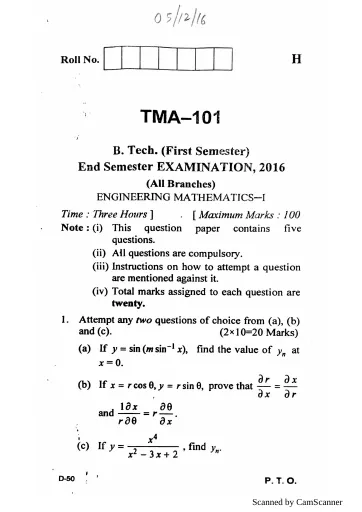 05/12/16
Roll No. H
TMA–101
B. Tech. (First Semester)
End Semester EXAMINATION, 2016
(All Branches)
ENGINEERING MATHEMATICS–I
Time : Three Hours ] [ Maximum Marks : 100
Note : (i) This question paper contains five
questions.
(ii) All questions are compulsory.
(iii) Instructions on how to attempt a question
are mentioned against it.
(iv) Total marks assigned to each question are
twenty.
1. Attempt any two questions of choice from (a), (b)
and (c). (2×10=20 Marks)
(a) If y = sin (m sin⁻¹ x), find the value of yₙ at
x = 0.
(b) If x = r cos θ, y = r sin θ, prove that ∂r/∂x = ∂x/∂r
and 1∂x/r∂θ = r ∂θ/∂x.
(c) If y = x⁴/(x² – 3x + 2), find yₙ.
D-50 P. T. O.
Scanned by CamScanner